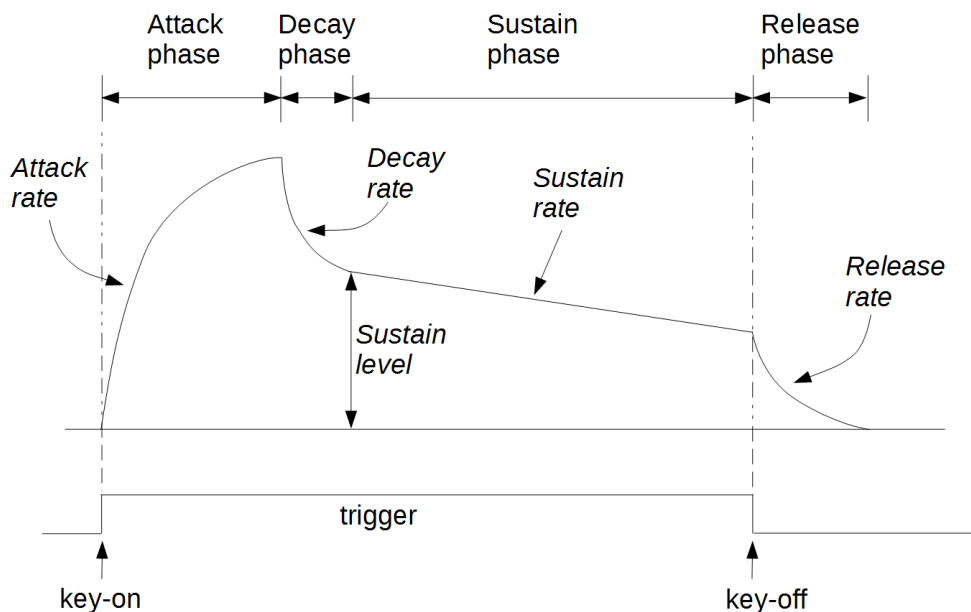 Attack
phase
Decay
phase
Sustain
phase
Release
phase
Attack
rate
Decay
rate
Sustain
rate
Release
rate
Sustain
level
trigger
key-on
key-off